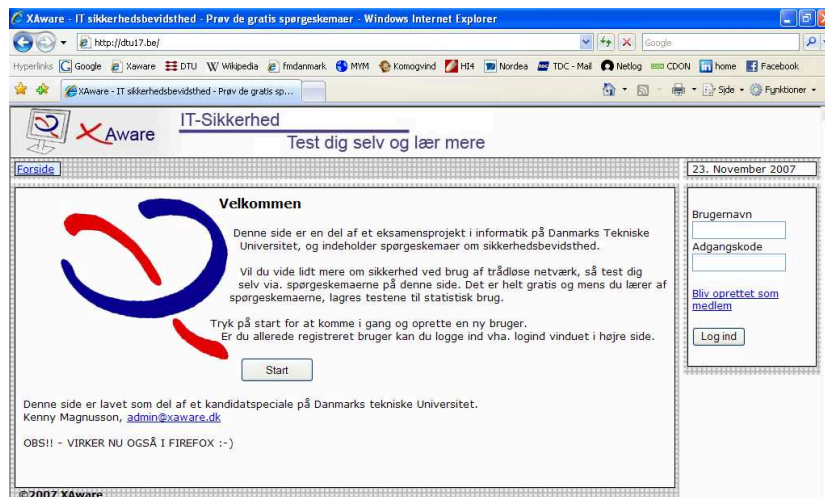 XAware - IT sikkerhedsbevidsthed - Prøv de gratis spørgeskemaer - Windows Internet Explorer
http://dtu17.be/
Google
Hyperlinks Google Xaware DTU Wikipedia fmdanmark MYM Komogvind HI4 Nordea TDC - Mail Netlog CDON home Facebook
XAware - IT sikkerhedsbevidsthed - Prøv de gratis sp...
Side Funktioner
XAware
IT-Sikkerhed
Test dig selv og lær mere
Forside
23. November 2007
Velkommen
Denne side er en del af et eksamensprojekt i informatik på Danmarks Tekniske
Universitet, og indeholder spørgeskemaer om sikkerhedsbevidsthed.
Vil du vide lidt mere om sikkerhed ved brug af trådløse netværk, så test dig
selv via. spørgeskemaerne på denne side. Det er helt gratis og mens du lærer af
spørgeskemaerne, lagres testene til statistisk brug.
Tryk på start for at komme i gang og oprette en ny bruger.
Er du allerede registreret bruger kan du logge ind vha. logind vinduet i højre side.
Start
Denne side er lavet som del af et kandidatspeciale på Danmarks tekniske Universitet.
Kenny Magnusson, admin@xaware.dk
OBS!! - VIRKER NU OGSÅ I FIREFOX :-)
Brugernavn
Adgangskode
Bliv oprettet som
medlem
Log ind
©2007 XAware